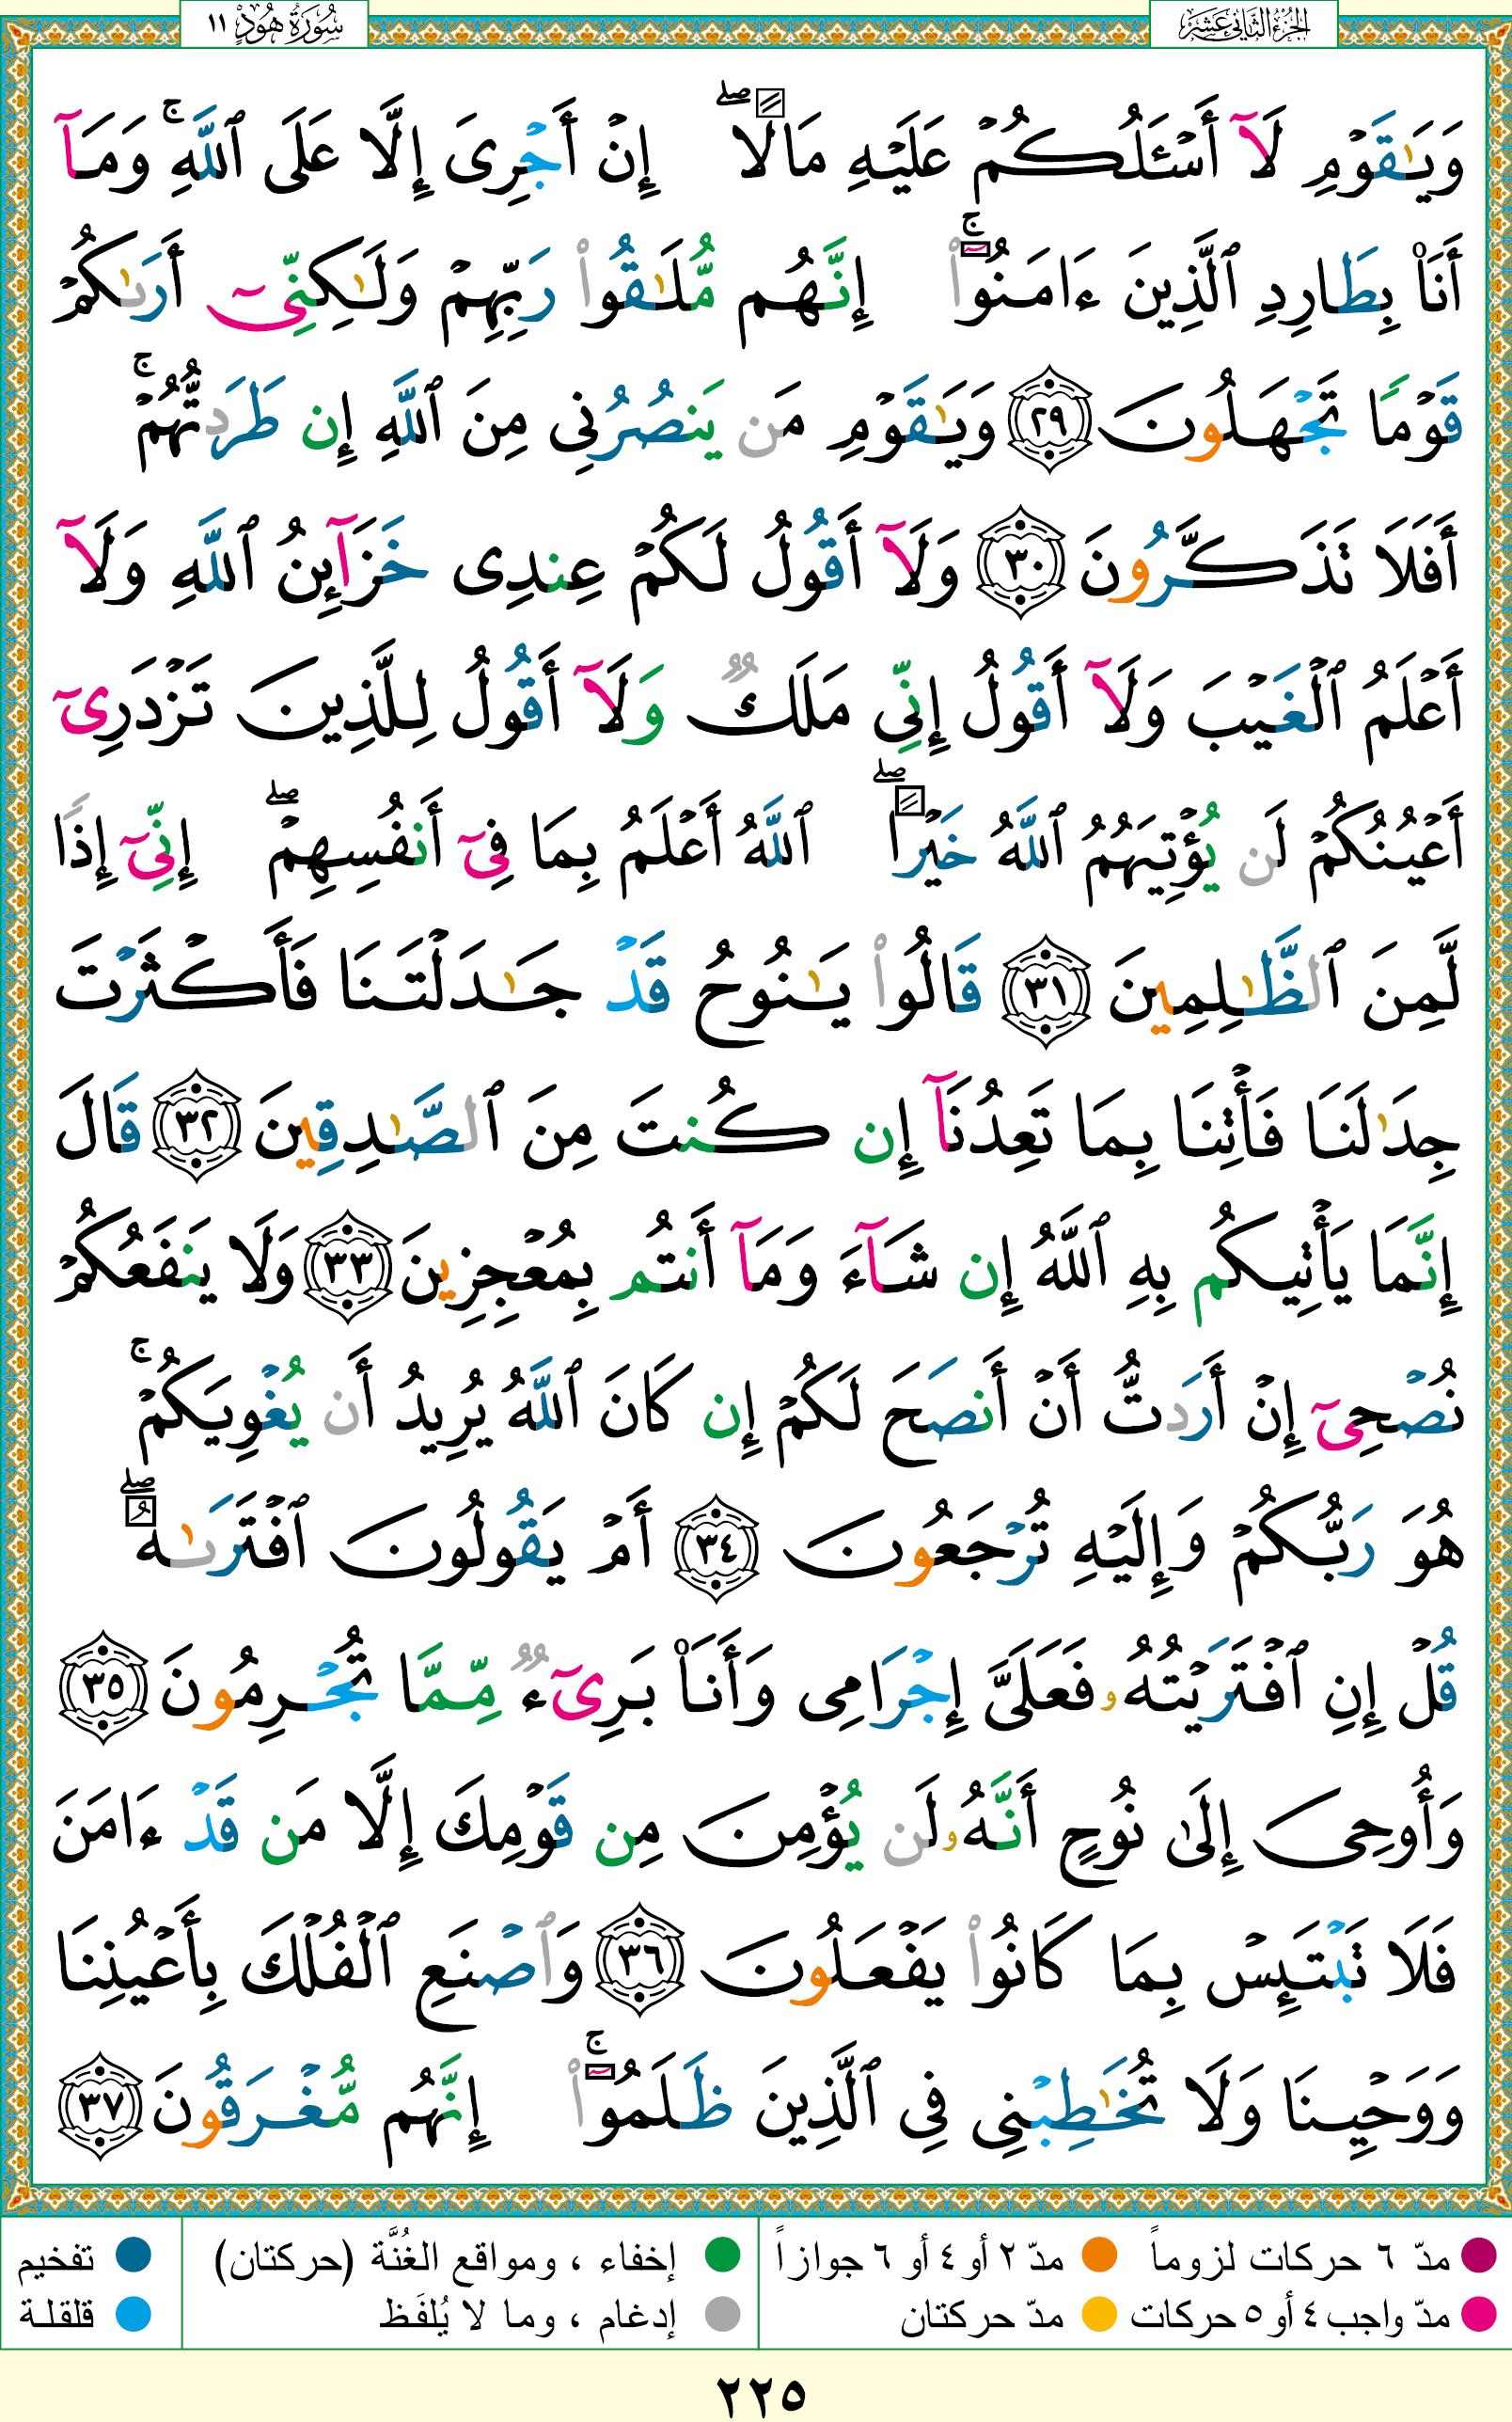 الجزء الثاني عشر
سُورَةُ هُودٍ ١١
وَيَٰقَوۡمِ لَآ أَسۡـَٔلُكُمۡ عَلَيۡهِ مَالًاۖ إِنۡ أَجۡرِىَ إِلَّا عَلَى ٱللَّهِۚ وَمَآ
أَنَا۠ بِطَارِدِ ٱلَّذِينَ ءَامَنُوٓا۟ۚ إِنَّهُم مُّلَٰقُوا۟ رَبِّهِمۡ وَلَٰكِنِّىٓ أَرَىٰكُمۡ
قَوۡمًا تَجۡهَلُونَ ٢٩ وَيَٰقَوۡمِ مَن يَنصُرُنِى مِنَ ٱللَّهِ إِن طَرَدتُّهُمۡۚ
أَفَلَا تَذَكَّرُونَ ٣٠ وَلَآ أَقُولُ لَكُمۡ عِندِى خَزَآئِنُ ٱللَّهِ وَلَآ
أَعۡلَمُ ٱلۡغَيۡبَ وَلَآ أَقُولُ إِنِّى مَلَكٌ وَلَآ أَقُولُ لِلَّذِينَ تَزۡدَرِىٓ
أَعۡيُنُكُمۡ لَن يُؤۡتِيَهُمُ ٱللَّهُ خَيۡرًاۖ ٱللَّهُ أَعۡلَمُ بِمَا فِىٓ أَنفُسِهِمۡۖ إِنِّىٓ إِذًا
لَّمِنَ ٱلظَّٰلِمِينَ ٣١ قَالُوا۟ يَٰنُوحُ قَدۡ جَٰدَلۡتَنَا فَأَكۡثَرۡتَ
جِدَٰلَنَا فَأۡتِنَا بِمَا تَعِدُنَآ إِن كُنتَ مِنَ ٱلصَّٰدِقِينَ ٣٢ قَالَ
إِنَّمَا يَأۡتِيكُم بِهِ ٱللَّهُ إِن شَآءَ وَمَآ أَنتُم بِمُعۡجِزِينَ ٣٣ وَلَا يَنفَعُكُمۡ
نُصۡحِىٓ إِنۡ أَرَدتُّ أَنۡ أَنصَحَ لَكُمۡ إِن كَانَ ٱللَّهُ يُرِيدُ أَن يُغۡوِيَكُمۡۚ
هُوَ رَبُّكُمۡ وَإِلَيۡهِ تُرۡجَعُونَ ٣٤ أَمۡ يَقُولُونَ ٱفۡتَرَىٰهُۖ
قُلۡ إِنِ ٱفۡتَرَيۡتُهُۥ فَعَلَىَّ إِجۡرَامِى وَأَنَا۠ بَرِىٓءٌ مِّمَّا تُجۡرِمُونَ ٣٥
وَأُوحِىَ إِلَىٰ نُوحٍ أَنَّهُۥ لَن يُؤۡمِنَ مِن قَوۡمِكَ إِلَّا مَن قَدۡ ءَامَنَ
فَلَا تَبۡتَئِسۡ بِمَا كَانُوا۟ يَفۡعَلُونَ ٣٦ وَٱصۡنَعِ ٱلۡفُلۡكَ بِأَعۡيُنِنَا
وَوَحۡيِنَا وَلَا تُخَٰطِبۡنِى فِى ٱلَّذِينَ ظَلَمُوٓا۟ۚ إِنَّهُم مُّغۡرَقُونَ ٣٧
مدّ ٦ حركات لزوماً مدّ ٢ أو ٤ أو ٦ جوازاً إخفاء ، ومواقع الغُنَّة (حركتان) تفخيم
مدّ واجب ٤ أو ٥ حركات مدّ حركتان إدغام ، وما لا يُلفَظ قلقلة
٢٢٥